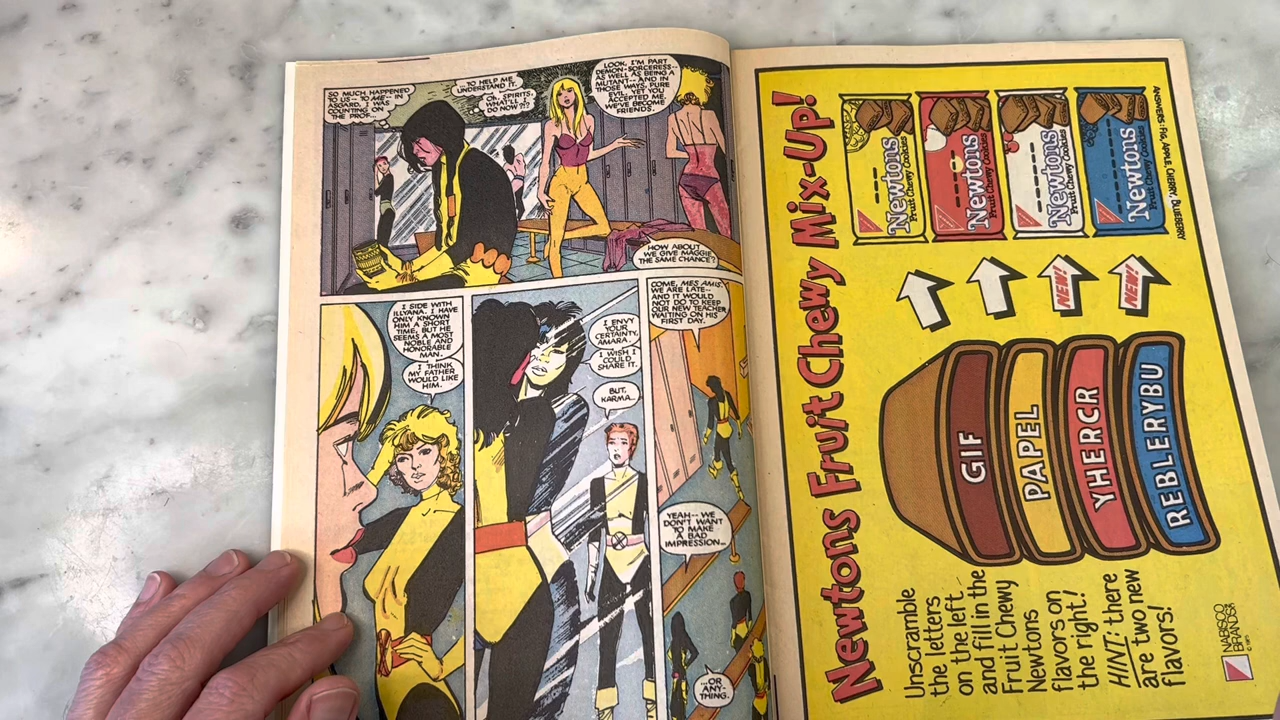 SO MUCH HAPPENED
TO US-- TO ME-- IN
ASGARD. I WAS
COUNTING ON
THE PROF...
...TO HELP ME
UNDERSTAND IT.
OH, SPIRITS,
WHAT'LL I
DO NOW?!?
LOOK, I'M PART
DEMON-SORCERESS--
AS WELL AS BEING A
MUTANT-- AND IN
THOSE WAYS, PURE
EVIL. YET YOU
ACCEPTED ME,
WE'VE BECOME
FRIENDS.
HOW ABOUT
WE GIVE MAGGIE
THE SAME CHANCE?
I SIDE WITH
ILLYANA. I HAVE
ONLY KNOWN
HIM A SHORT
TIME, BUT HE
SEEMS A MOST
NOBLE AND
HONORABLE
MAN.
I THINK
MY FATHER
WOULD LIKE
HIM.
I ENVY
YOUR
CERTAINTY,
AMARA.
I WISH I
COULD
SHARE IT.
BUT,
KARMA...
COME, MES AMIS.
WE ARE LATE--
AND IT WOULD
NOT DO TO KEEP
OUR NEW TEACHER
WAITING ON HIS
FIRST DAY.
YEAH-- WE
DON'T WANT
TO MAKE
A BAD
IMPRESSION...
...OR
ANY-
THING.
Newtons Fruit Chewy Mix-Up!
Unscramble
the letters
on the left
and fill in the
Fruit Chewy
Newtons
flavors on
the right!
HINT: there
are two new
flavors!
GIF
PAPEL
YHERCR
REBLERYBU
NEW!
NEW!
Newtons
Fruit Chewy Cookies
Newtons
Fruit Chewy Cookies
Newtons
Fruit Chewy Cookies
Newtons
Fruit Chewy Cookies
ANSWERS: FIG, APPLE, CHERRY, BLUEBERRY
NABISCO
BRANDS